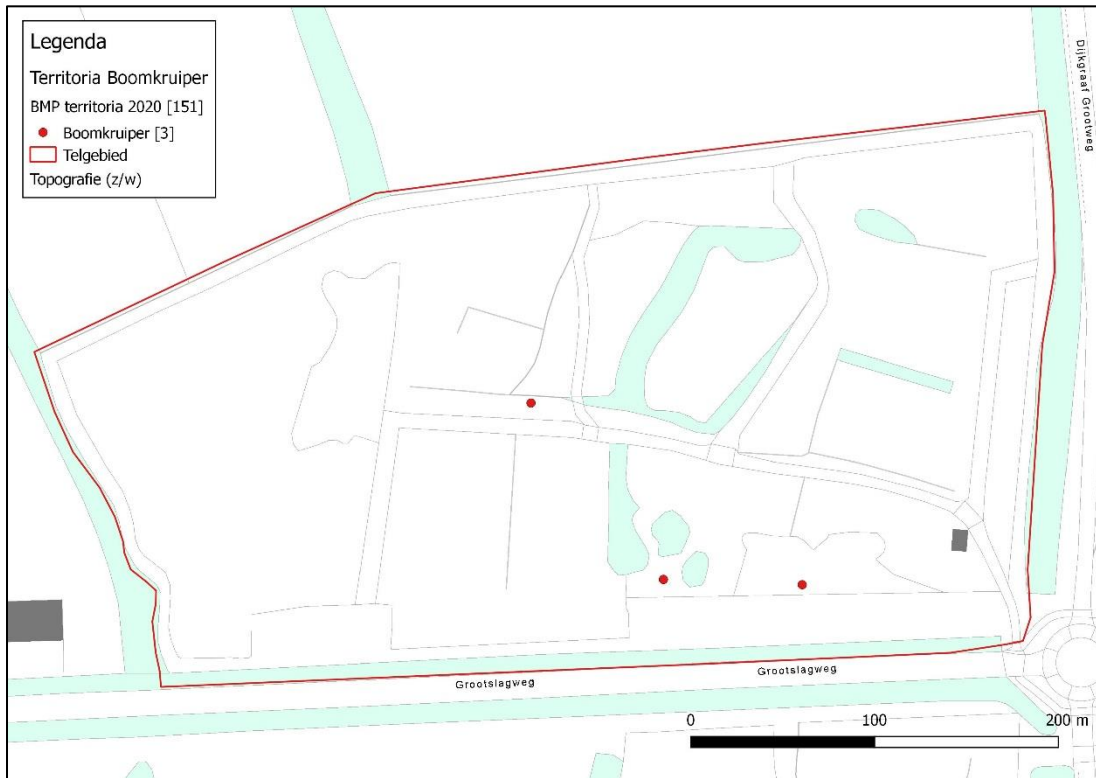 Legenda
Territoria Boomkruiper
BMP territoria 2020 [151]
Boomkruiper [3]
Telgebied
Topografie (z/w)
Dijkgraaf Grootweg
Grootslagweg
Grootslagweg
0 100 200 m